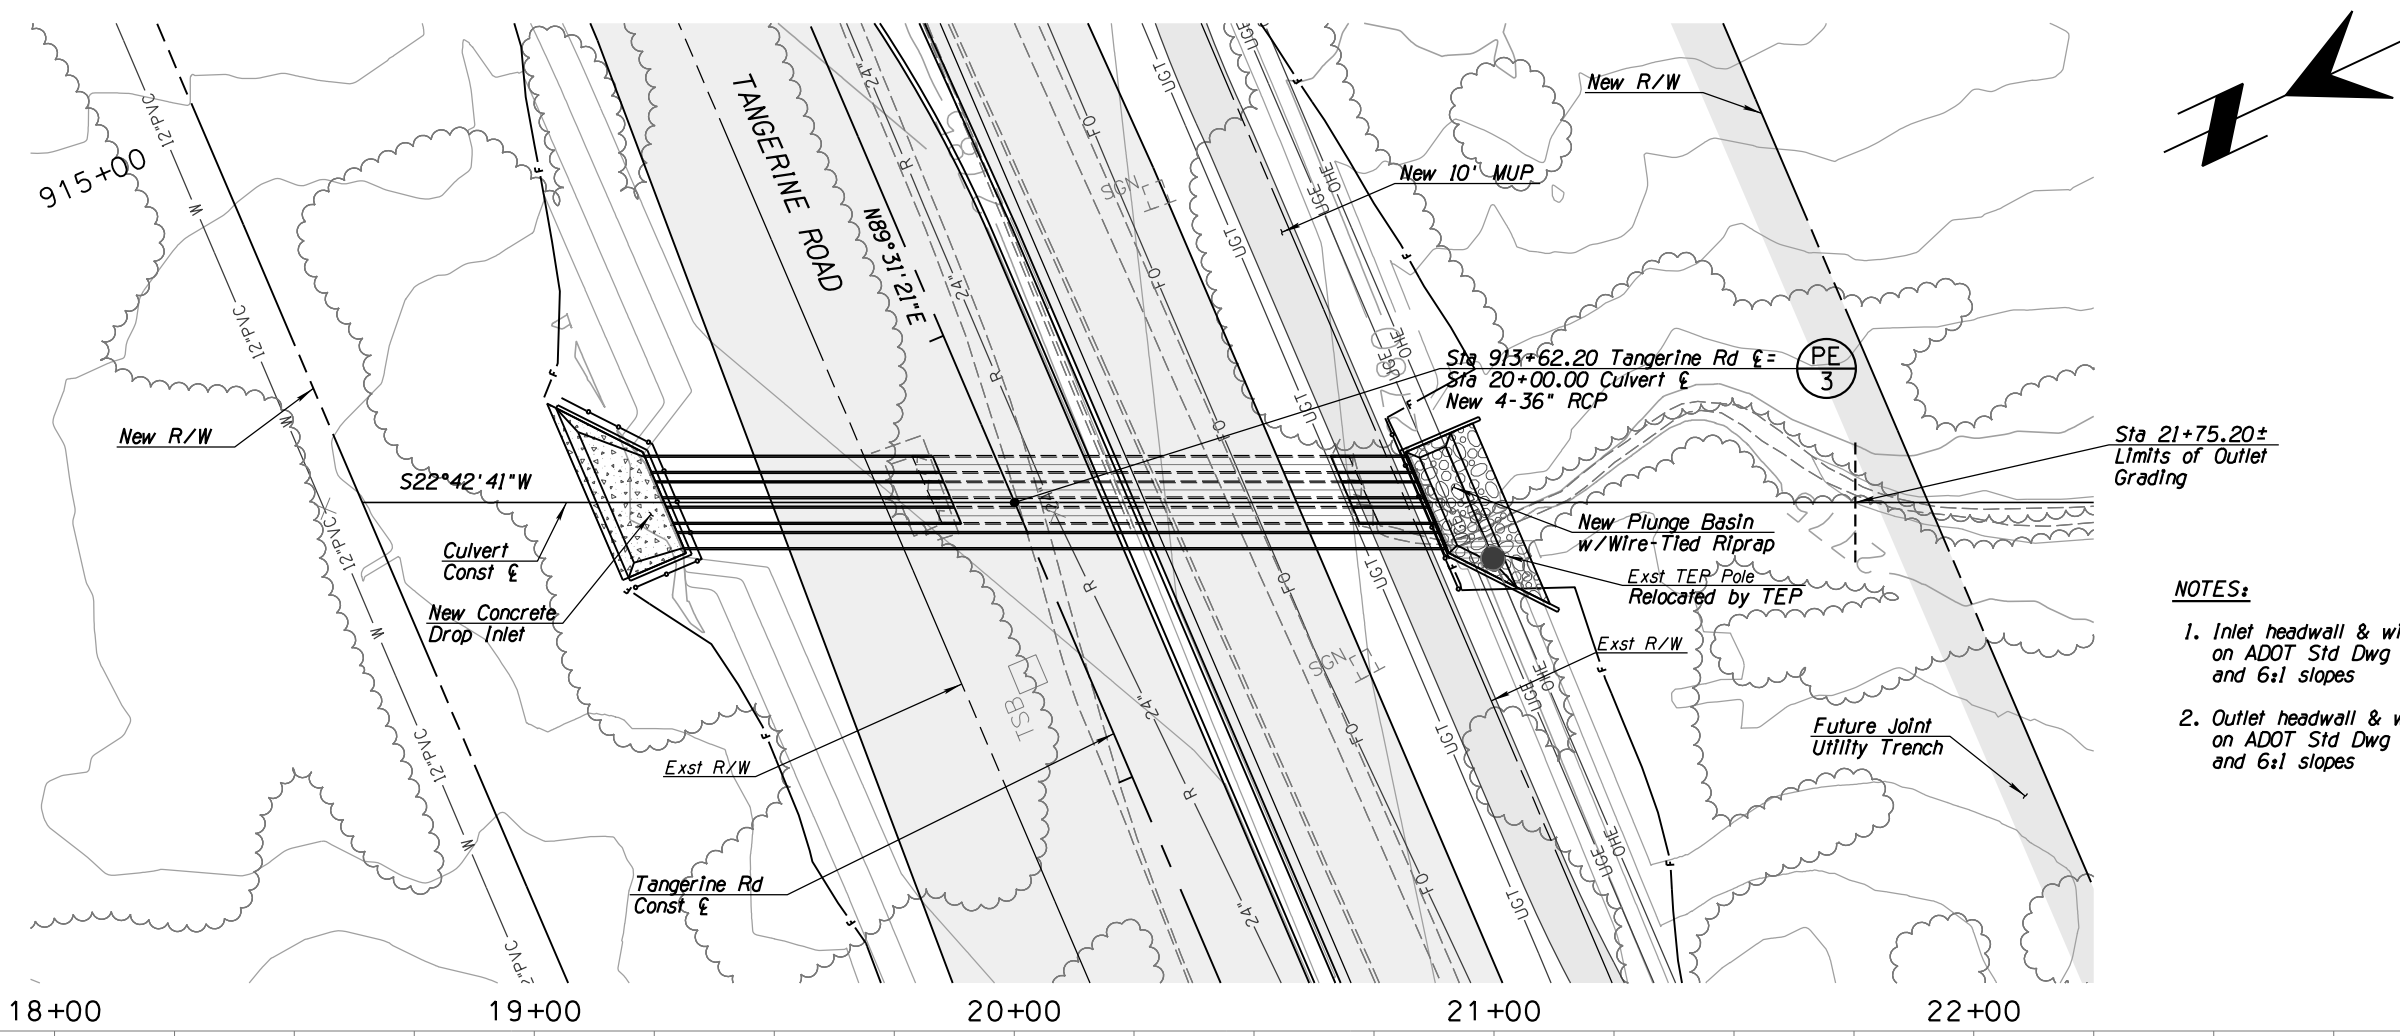 915+00
12"PVC
W
12"PVC
W
12"PVC
W
12"PVC
W
12"PVC
12"PVC
TANGERINE ROAD
N89°31'21"E
24"
R
24"
R
24"
R
24"
R
SGN
SGN
TSB
FO
FO
FO
FO
FO
FO
UGT
UGT
UGT
UGT
UGT
UGT
UGE
UGE
OHE
UGE
OHE
UGE
OHE
UGE
OHE
F
F
F
F
F
F
F
F
F
F
F
New R/W
New 10' MUP
Sta 913+62.20 Tangerine Rd ℄=
Sta 20+00.00 Culvert ℄
New 4-36" RCP
PE
3
Sta 21+75.20±
Limits of Outlet
Grading
New R/W
S22°42'41"W
Culvert
Const ℄
New Concrete
Drop Inlet
New Plunge Basin
w/Wire-Tied Riprap
Exst TEP Pole
Relocated by TEP
Exst R/W
Exst R/W
Tangerine Rd
Const ℄
Future Joint
Utility Trench
NOTES:
1. Inlet headwall & wi
on ADOT Std Dwg
and 6:1 slopes
2. Outlet headwall & w
on ADOT Std Dwg
and 6:1 slopes
18+00 19+00 20+00 21+00 22+00